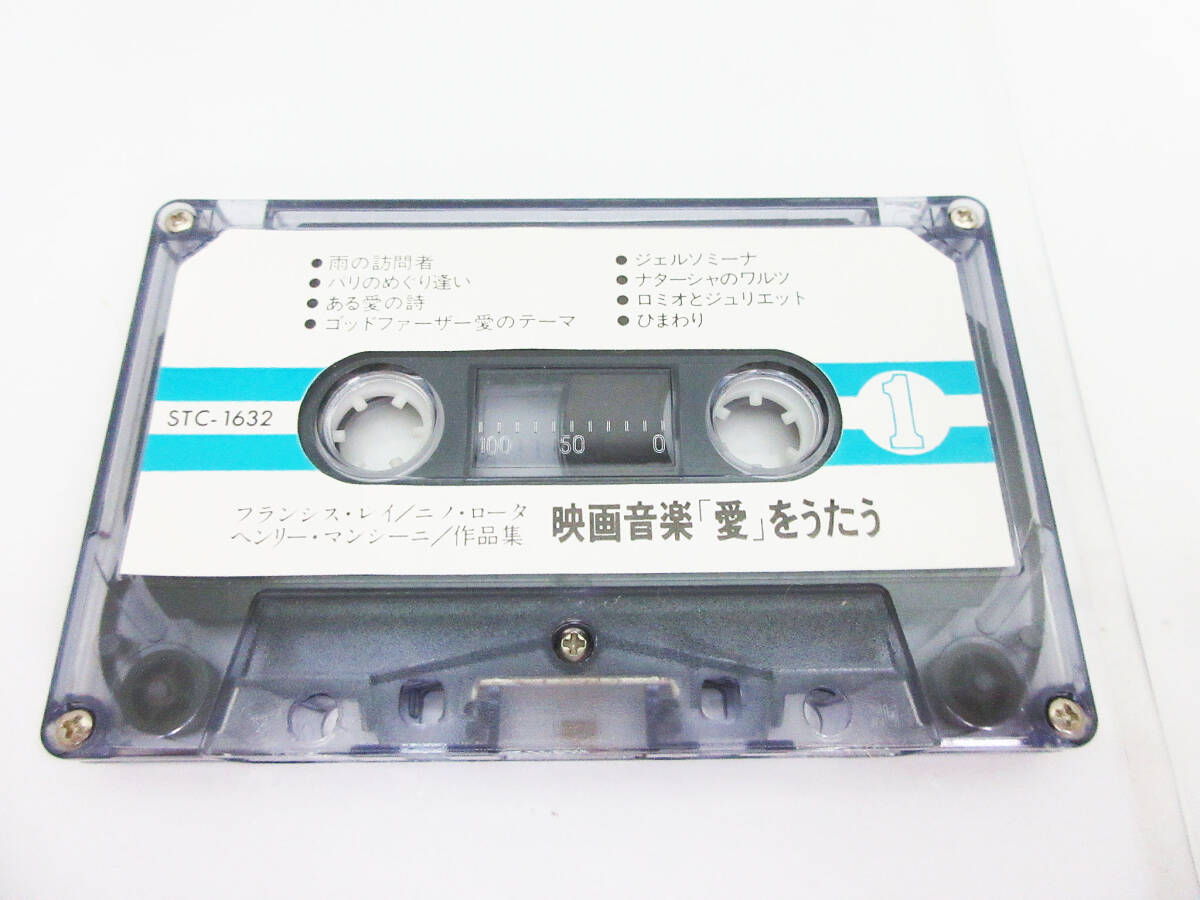 ● 雨の訪問者
● パリのめぐり逢い
● ある愛の詩
● ゴッドファーザー愛のテーマ
● ジェルソミーナ
● ナターシャのワルツ
● ロミオとジュリエット
● ひまわり
STC-1632
100 50 0
1
フランシス・レイ/ニノ・ロータ
ヘンリー・マンシーニ/作品集
映画音楽「愛」をうたう